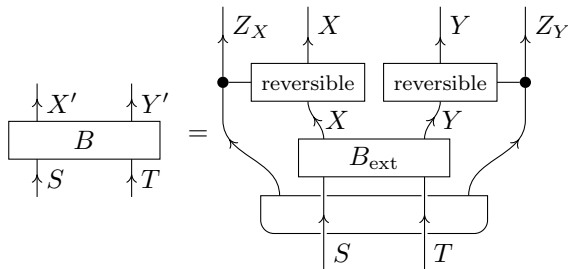 Z_X X Y Z_Y
reversible reversible
X' Y' X Y
B = B_ext
S T
S T